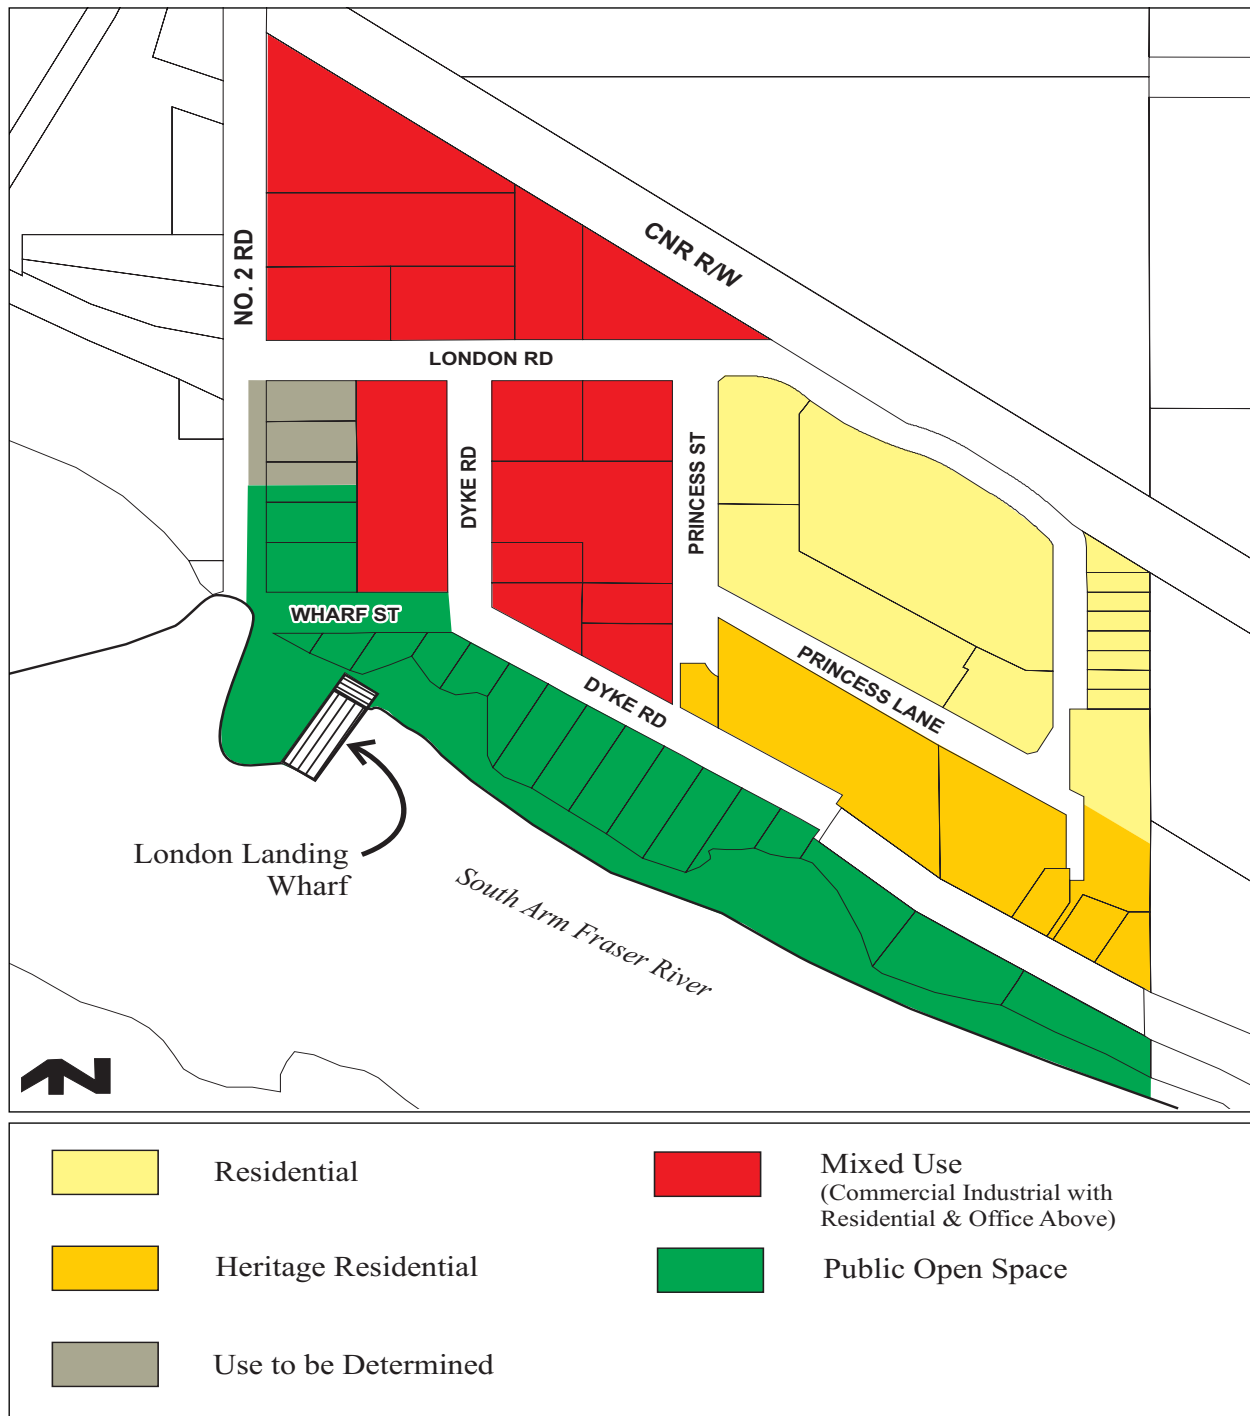 NO. 2 RD
CNR R/W
LONDON RD
DYKE RD
PRINCESS ST
WHARF ST
PRINCESS LANE
DYKE RD
London Landing
Wharf
South Arm Fraser River
N
Residential
Heritage Residential
Use to be Determined
Mixed Use
(Commercial Industrial with
Residential & Office Above)
Public Open Space